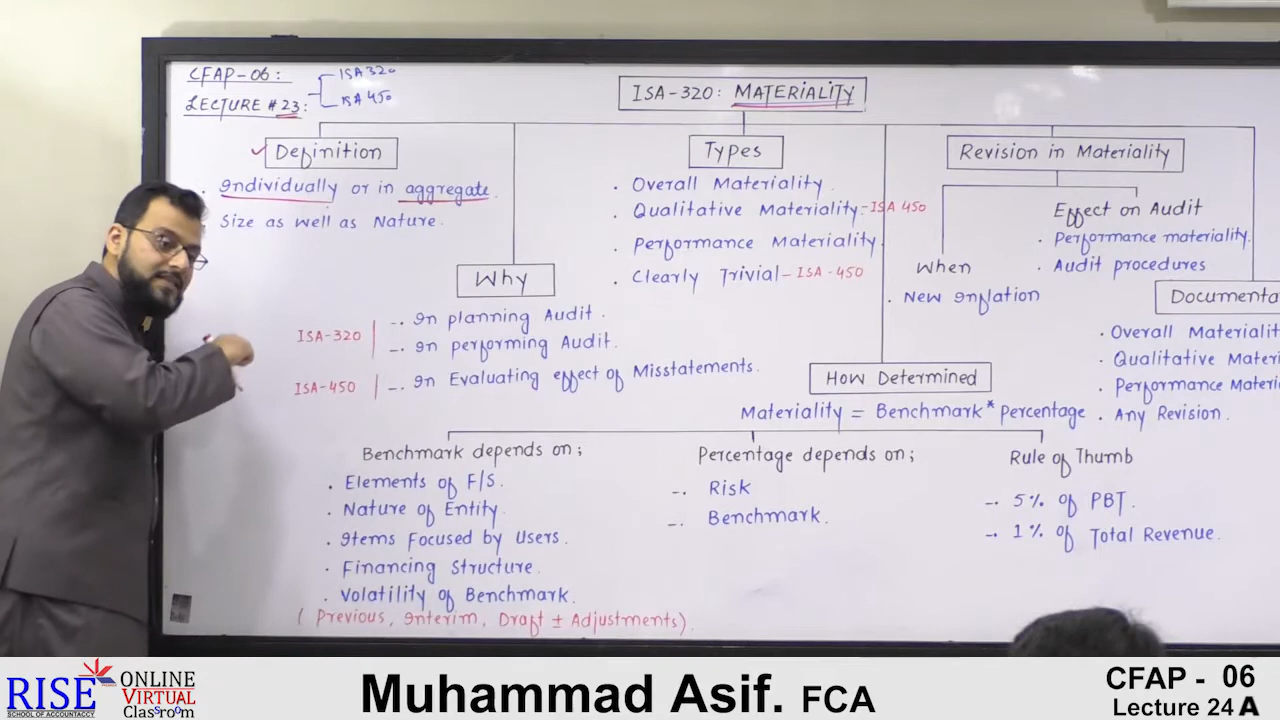 CFAP-06:
LECTURE #23:
ISA 320
ISA 450
ISA-320: MATERIALITY
Definition
. Individually or in aggregate.
Size as well as Nature.
Why
ISA-320
-. In planning Audit.
-. In performing Audit.
ISA-450
-. In Evaluating effect of Misstatements.
Types
. Overall Materiality.
. Qualitative Materiality-ISA 450
. Performance Materiality
. Clearly Trivial-ISA-450
Revision in Materiality
When
. New Inflation
Effect on Audit
. Performance materiality.
. Audit procedures
Documenta
. Overall Materiali
. Qualitative Materi
. Performance Materi
. Any Revision.
How Determined
Materiality = Benchmark * Percentage
Benchmark depends on;
. Elements of F/S.
. Nature of Entity.
. Items Focused by Users.
. Financing Structure.
. Volatility of Benchmark.
( Previous, Interim, Draft ± Adjustments).
Percentage depends on;
-. Risk
-. Benchmark.
Rule of Thumb
-. 5% of PBT.
-. 1% of Total Revenue.
RISE
SCHOOL OF ACCOUNTANCY
ONLINE
VIRTUAL
Classroom
Muhammad Asif. FCA
CFAP - 06
Lecture 24 A